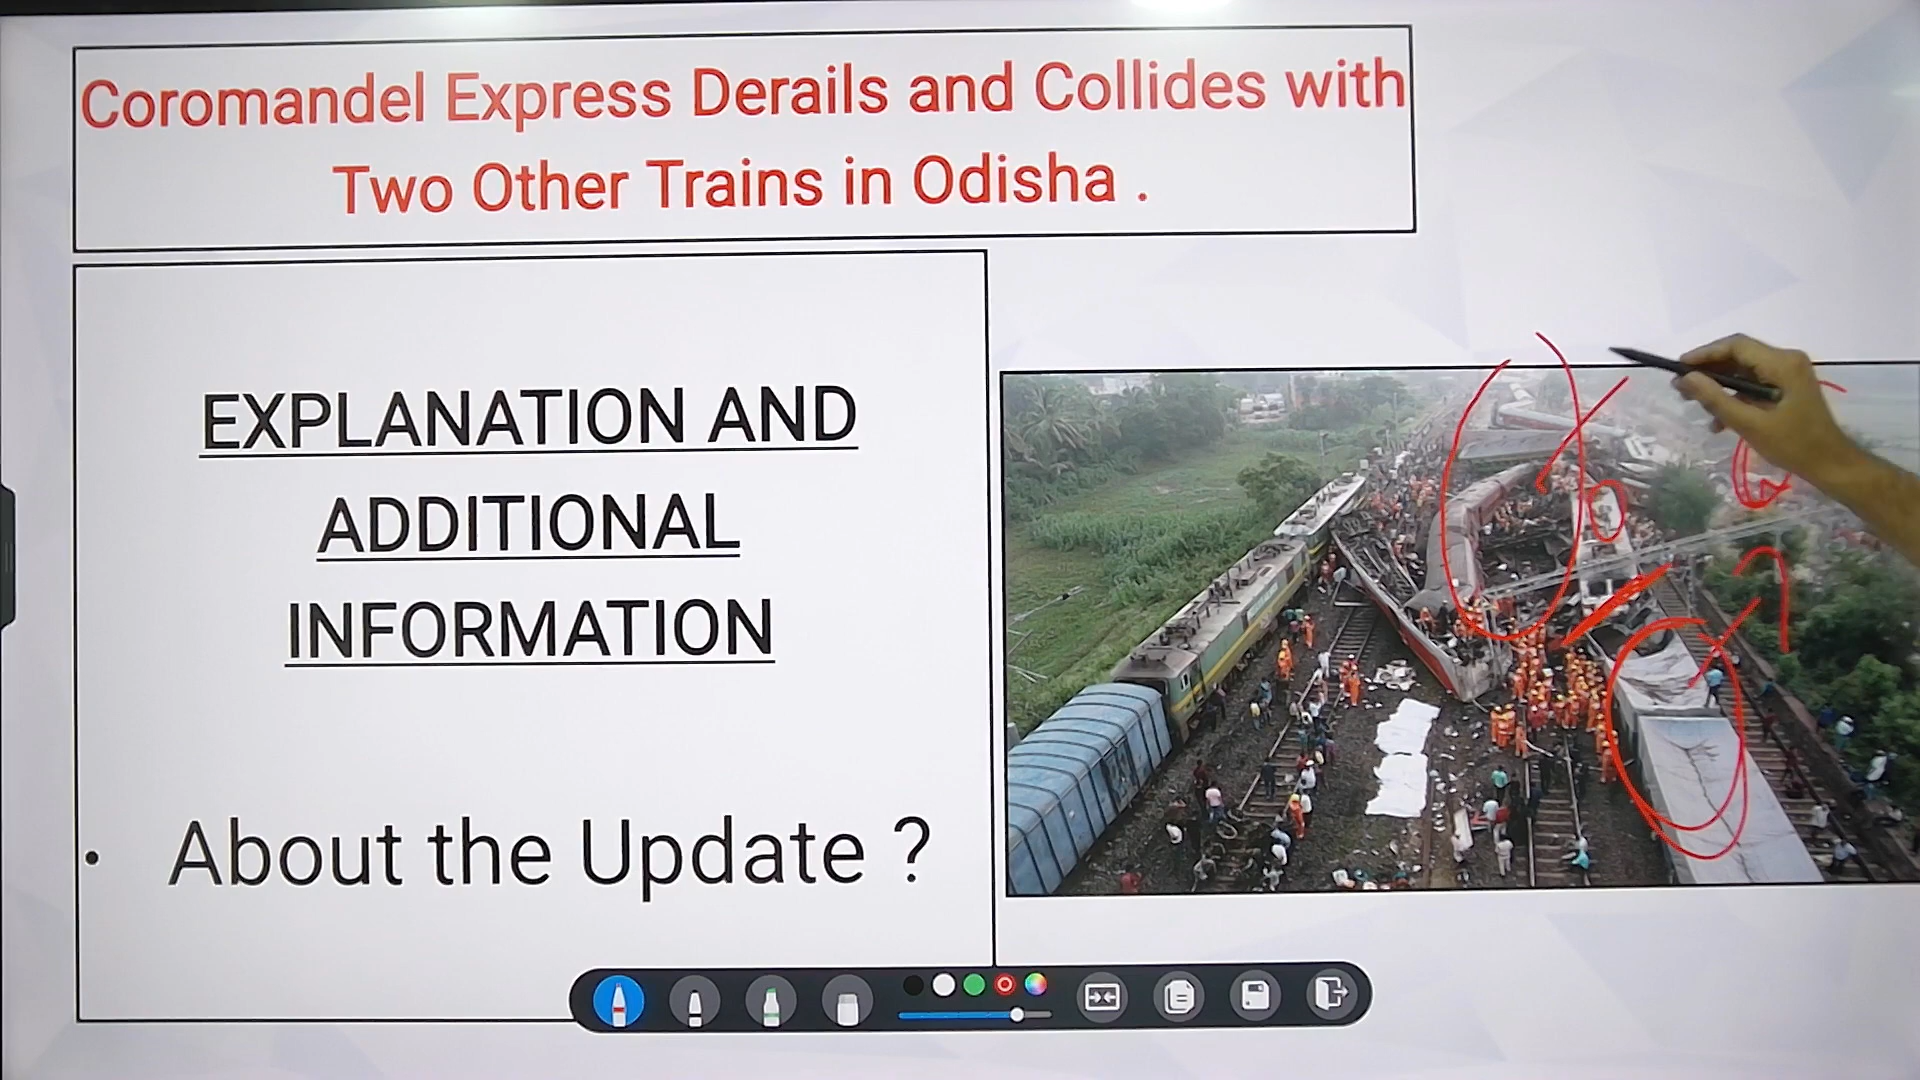 Coromandel Express Derails and Collides with
Two Other Trains in Odisha .
EXPLANATION AND
ADDITIONAL
INFORMATION
• About the Update ?